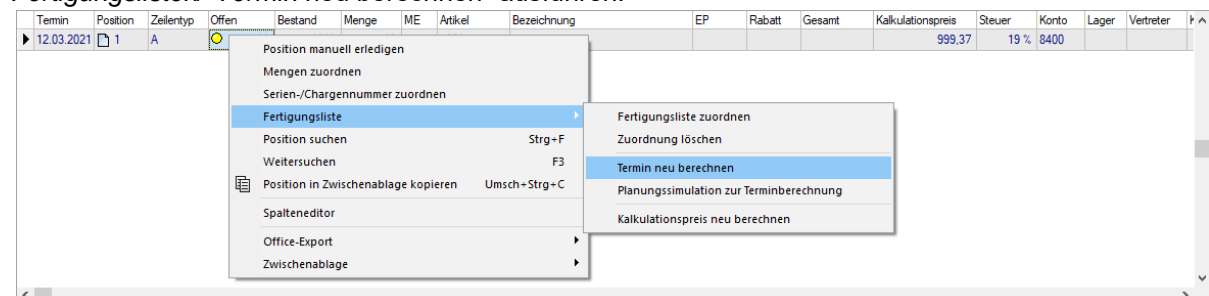 Fertigungsliste/ "Termin neu berechnen" ausführen.
Termin Position Zeilentyp Offen Bestand Menge ME Artikel Bezeichnung EP Rabatt Gesamt Kalkulationspreis Steuer Konto Lager Vertreter
12.03.2021 1 A 999,37 19 % 8400
Position manuell erledigen
Mengen zuordnen
Serien-/Chargennummer zuordnen
Fertigungsliste
Position suchen Strg+F
Weitersuchen F3
Position in Zwischenablage kopieren Umsch+Strg+C
Spalteneditor
Office-Export
Zwischenablage
Fertigungsliste zuordnen
Zuordnung löschen
Termin neu berechnen
Planungssimulation zur Terminberechnung
Kalkulationspreis neu berechnen